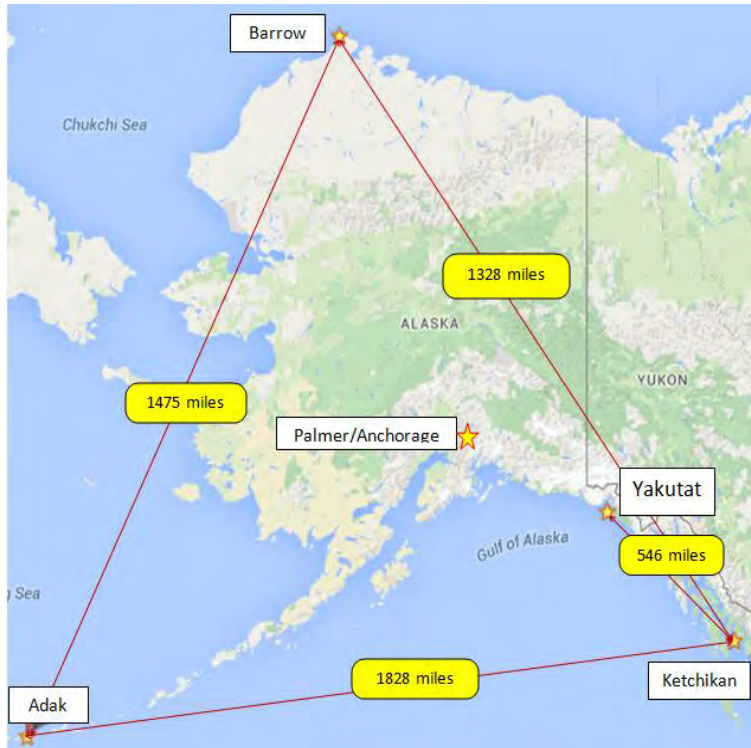 Barrow
Chukchi Sea
1328 miles
ALASKA
YUKON
1475 miles
Palmer/Anchorage
Yakutat
Gulf of Alaska
546 miles
g Sea
1828 miles
Ketchikan
Adak